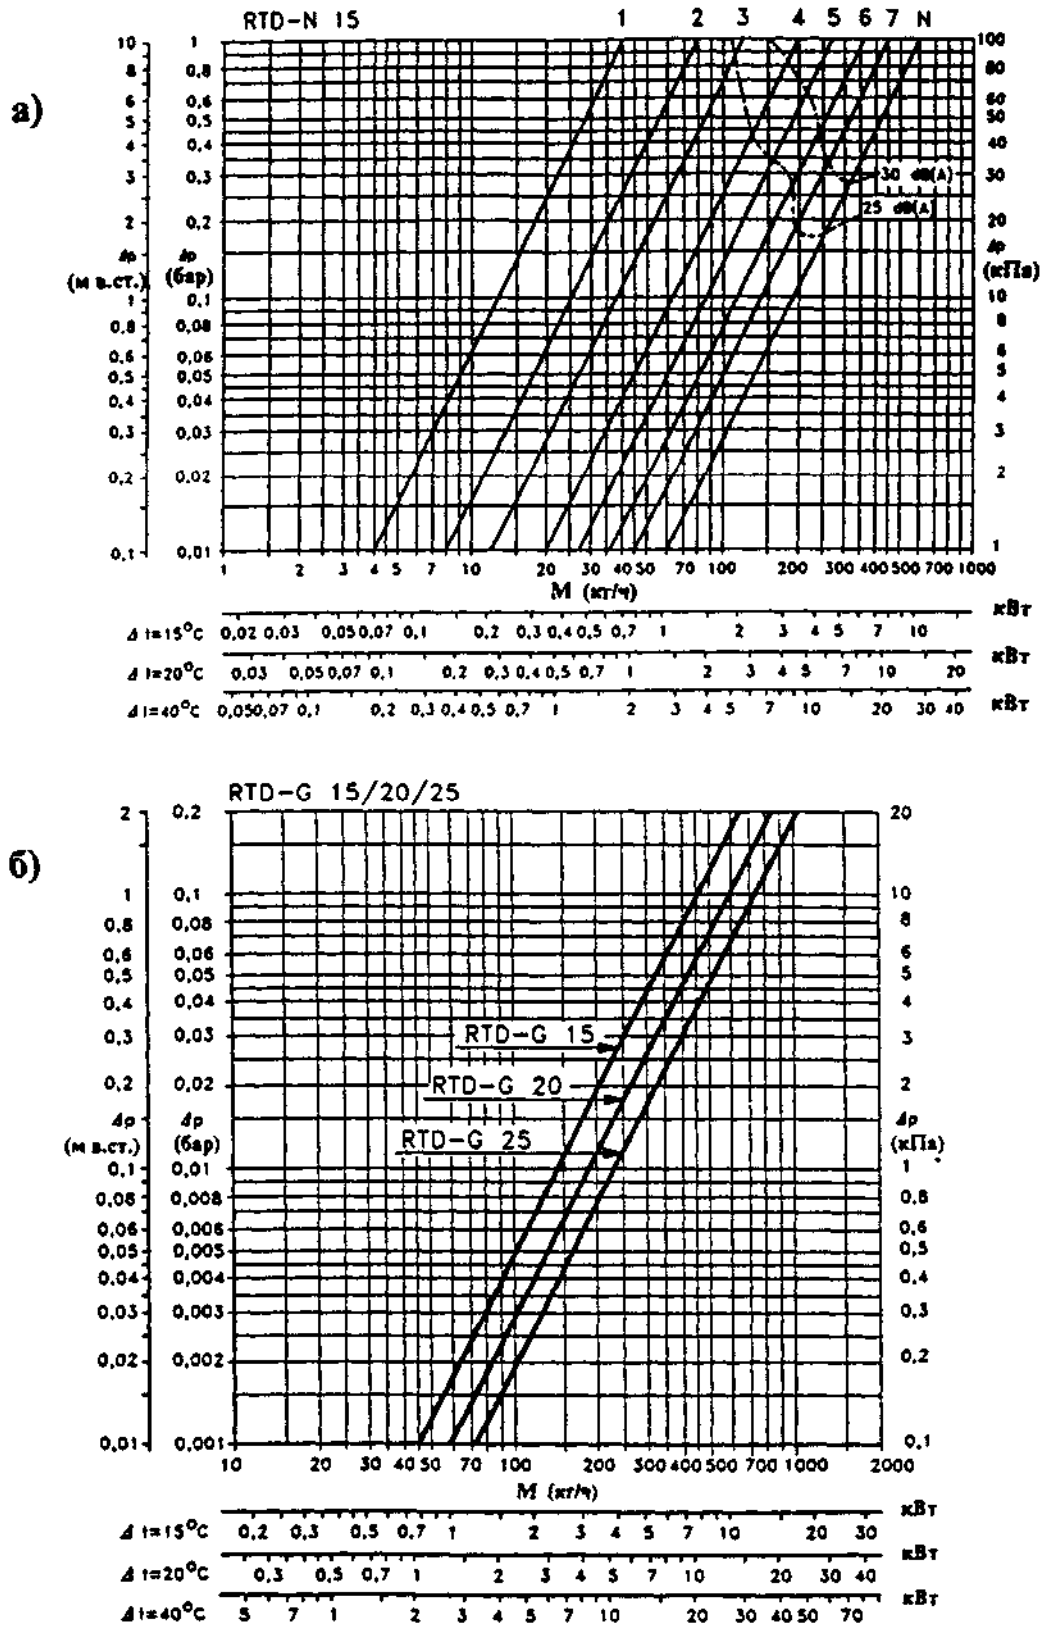 RTD-N 15 1 2 3 4 5 6 7 N
а)
10 1 100
8 0,8 80
6 0,6 60
5 0,5 50
4 0,4 40
3 0,3 30 dB(A) 30
25 dB(A)
2 0,2 20
Δp Δp Δp
(м в.ст.) (бар) (кПа)
1 0,1 10
0,8 0,08 8
0,6 0,06 6
0,5 0,05 5
0,4 0,04 4
0,3 0,03 3
0,2 0,02 2
0,1 0,01 1
1 2 3 4 5 7 10 20 30 40 50 70 100 200 300 400 500 700 1000
М (кг/ч)
кВт
Δ t=15°C 0,02 0,03 0,05 0,07 0,1 0,2 0,3 0,4 0,5 0,7 1 2 3 4 5 7 10
кВт
Δ t=20°C 0,03 0,05 0,07 0,1 0,2 0,3 0,4 0,5 0,7 1 2 3 4 5 7 10 20
Δ t=40°C 0,05 0,07 0,1 0,2 0,3 0,4 0,5 0,7 1 2 3 4 5 7 10 20 30 40 кВт
RTD-G 15/20/25
б)
2 0,2 20
1 0,1 10
0,8 0,08 8
0,6 0,06 6
0,5 0,05 5
0,4 0,04 4
0,3 0,03 RTD-G 15 3
0,2 0,02 RTD-G 20 2
Δp Δp Δp
(м в.ст.) (бар) RTD-G 25 (кПа)
0,1 0,01 1
0,08 0,008 0,8
0,06 0,006 0,6
0,05 0,005 0,5
0,04 0,004 0,4
0,03 0,003 0,3
0,02 0,002 0,2
0,01 0,001 0,1
10 20 30 40 50 70 100 200 300 400 500 700 1000 2000
М (кг/ч)
кВт
Δ t=15°C 0,2 0,3 0,5 0,7 1 2 3 4 5 7 10 20 30
кВт
Δ t=20°C 0,3 0,5 0,7 1 2 3 4 5 7 10 20 30 40
кВт
Δ t=40°C 5 7 1 2 3 4 5 7 10 20 30 40 50 70